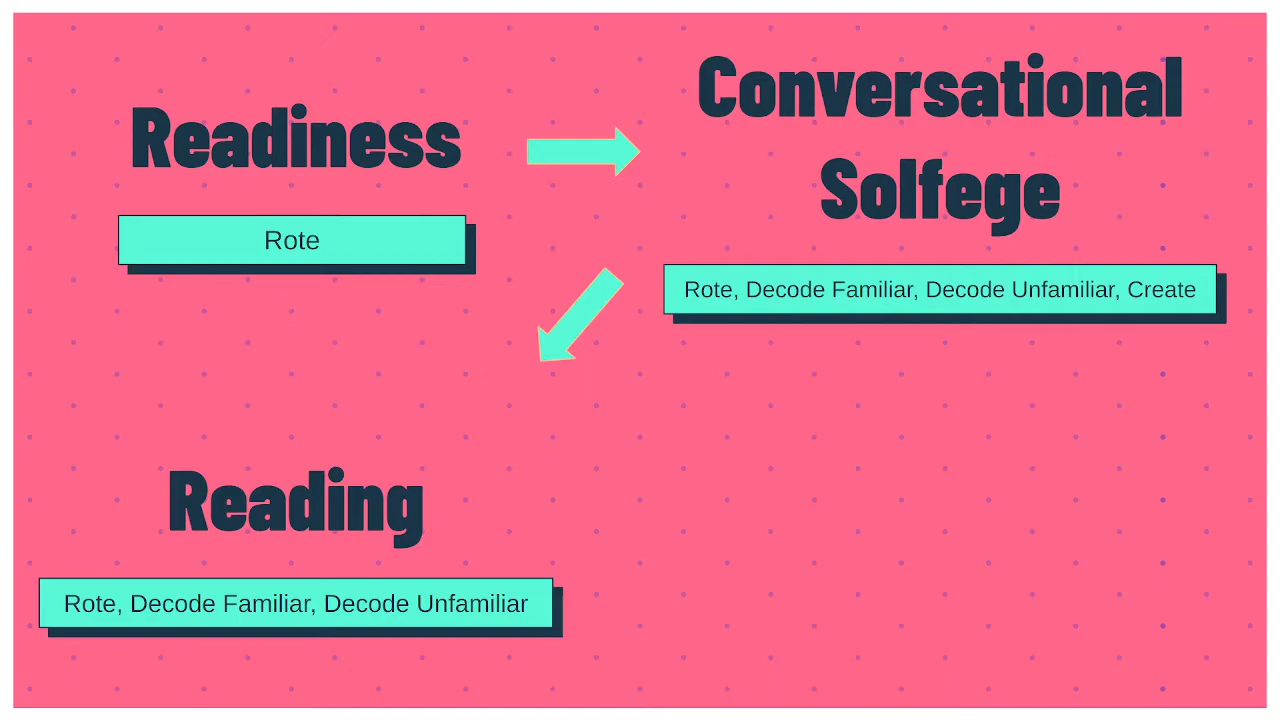 Readiness
Rote
Conversational
Solfege
Rote, Decode Familiar, Decode Unfamiliar, Create
Reading
Rote, Decode Familiar, Decode Unfamiliar